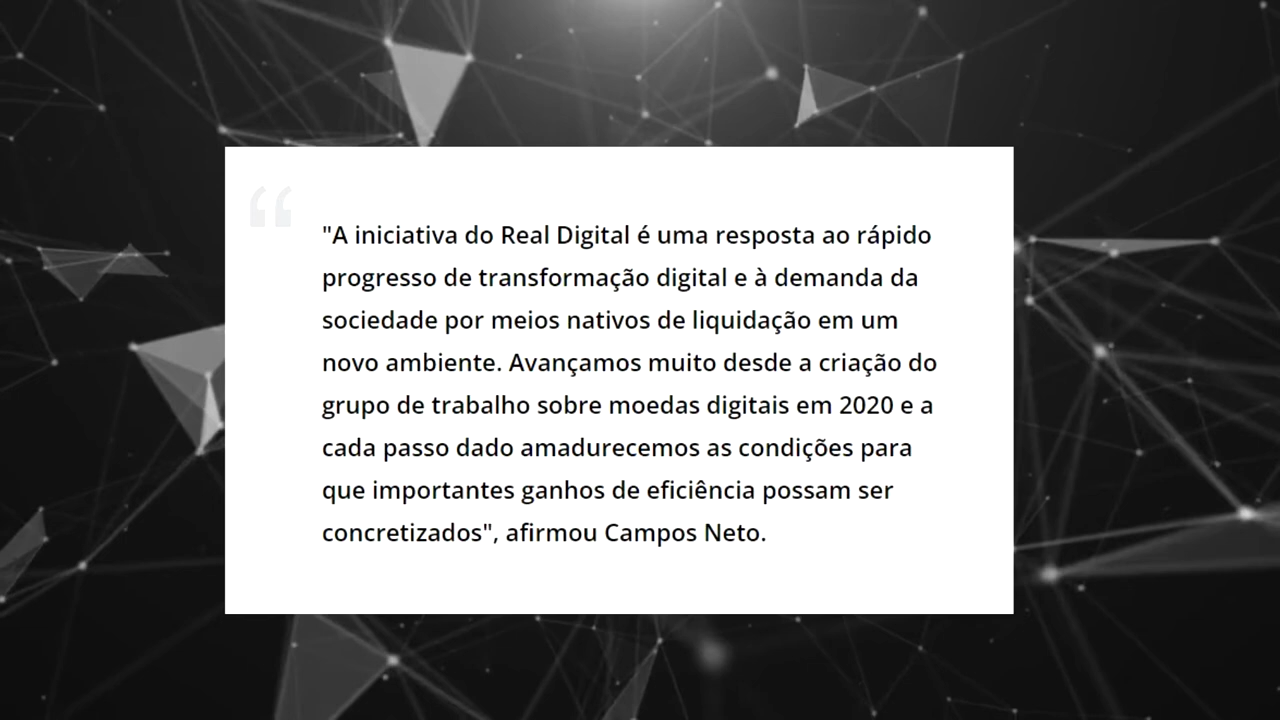 "A iniciativa do Real Digital é uma resposta ao rápido
progresso de transformação digital e à demanda da
sociedade por meios nativos de liquidação em um
novo ambiente. Avançamos muito desde a criação do
grupo de trabalho sobre moedas digitais em 2020 e a
cada passo dado amadurecemos as condições para
que importantes ganhos de eficiência possam ser
concretizados", afirmou Campos Neto.